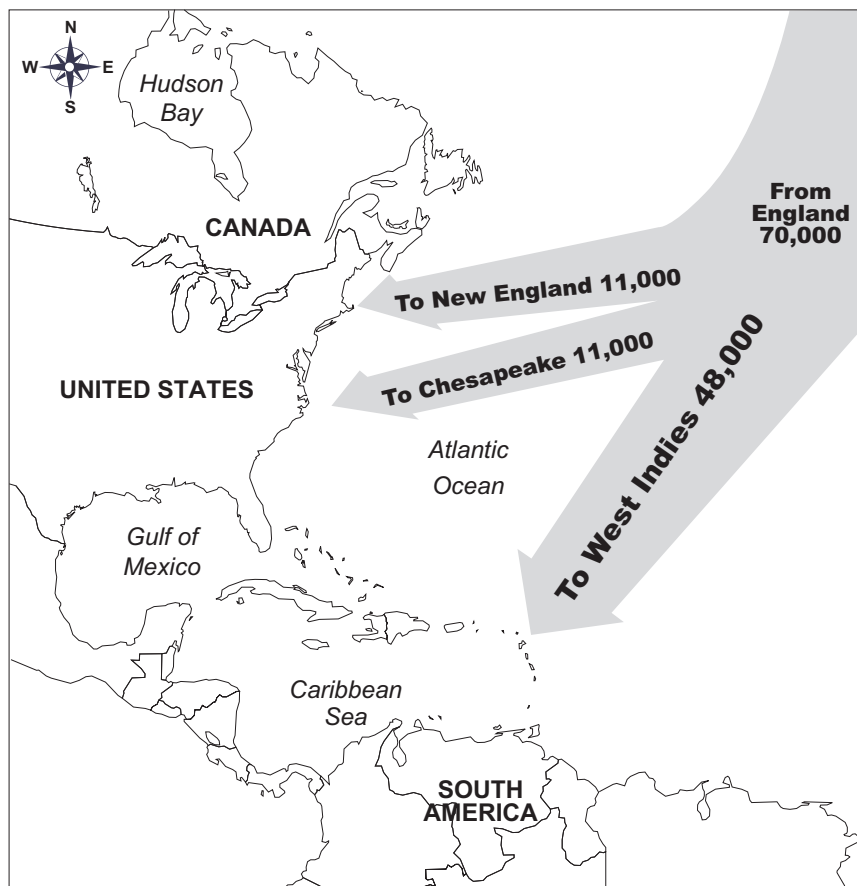 N
W E
S
Hudson
Bay
CANADA
From
England
70,000
To New England 11,000
To Chesapeake 11,000
To West Indies 48,000
UNITED STATES
Atlantic
Ocean
Gulf of
Mexico
Caribbean
Sea
SOUTH
AMERICA